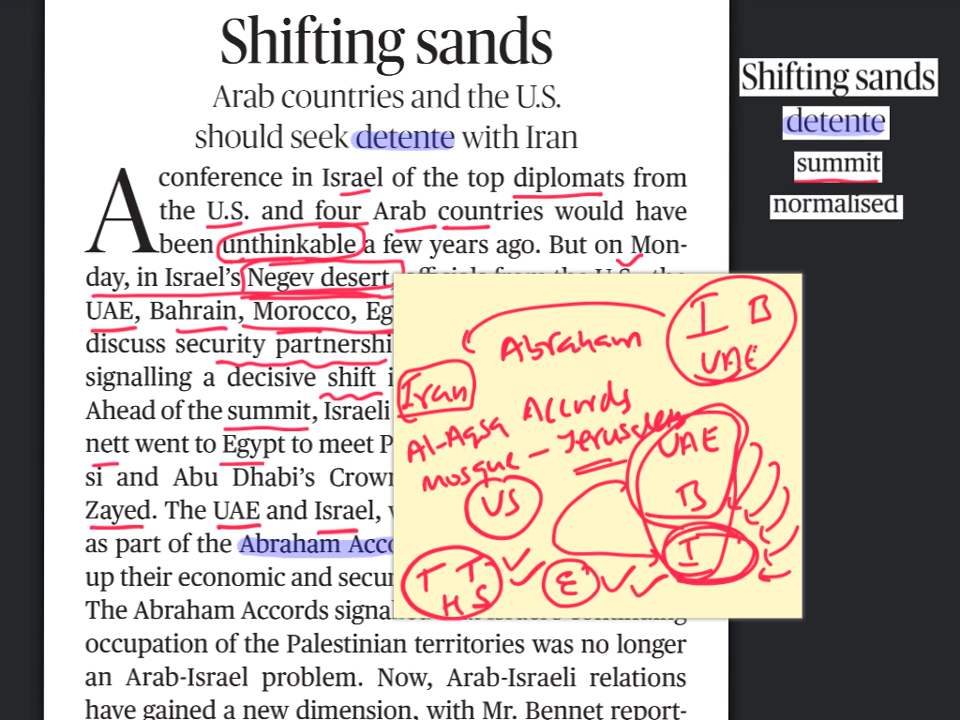 Shifting sands
Arab countries and the U.S.
should seek detente with Iran
A conference in Israel of the top diplomats from
the U.S. and four Arab countries would have
been unthinkable a few years ago. But on Mon-
day, in Israel's Negev desert, officials from the U.S., the
UAE, Bahrain, Morocco, Eg
discuss security partnershi
signalling a decisive shift i
Ahead of the summit, Israeli
nett went to Egypt to meet P
si and Abu Dhabi's Crown
Zayed. The UAE and Israel,
as part of the Abraham Acco
up their economic and secur
The Abraham Accords signal
occupation of the Palestinian territories was no longer
an Arab-Israel problem. Now, Arab-Israeli relations
have gained a new dimension, with Mr. Bennet report-
I B
UAE
Abraham
Accords
Iran
Al-Aqsa
mosque - Jerusalem
US
UAE
B
I
T T
H S
E
Shifting sands
detente
summit
normalised